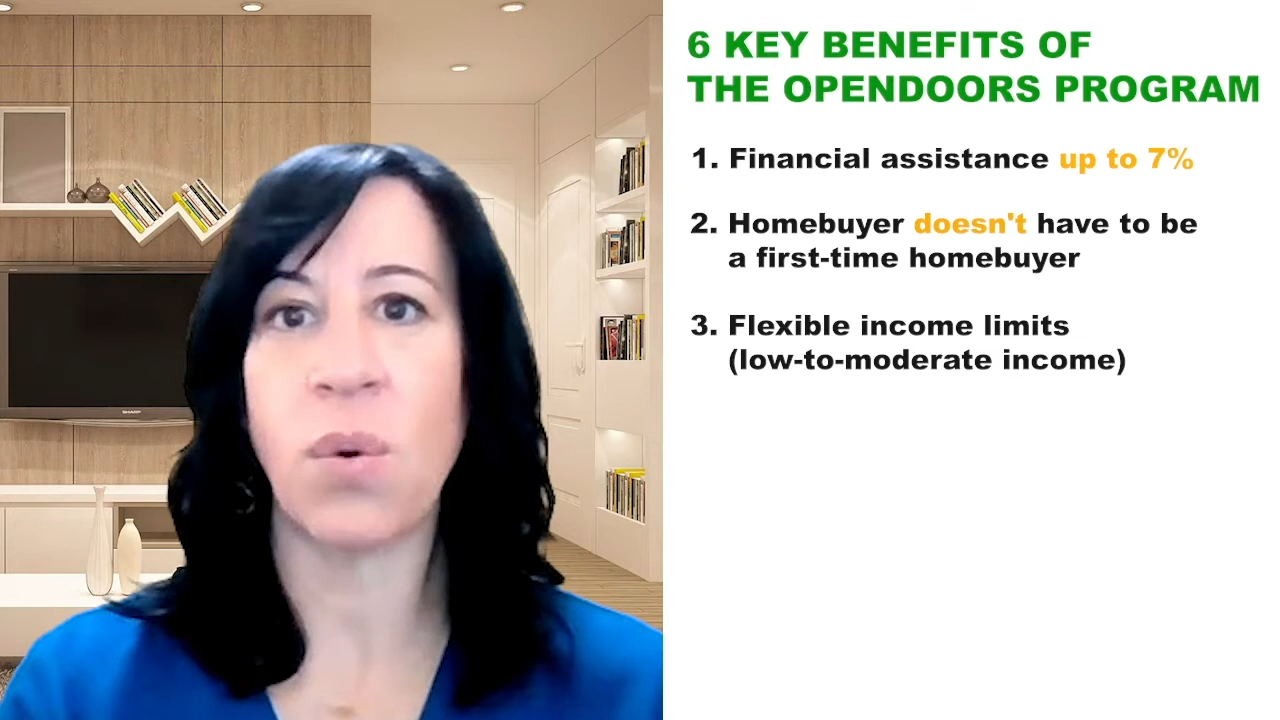 6 KEY BENEFITS OF
THE OPENDOORS PROGRAM
1. Financial assistance up to 7%
2. Homebuyer doesn't have to be
a first-time homebuyer
3. Flexible income limits
(low-to-moderate income)
SHARP